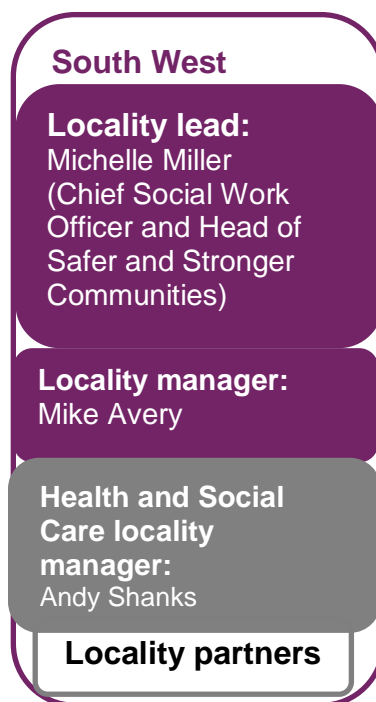 South West
Locality lead:
Michelle Miller
(Chief Social Work
Officer and Head of
Safer and Stronger
Communities)
Locality manager:
Mike Avery
Health and Social
Care locality
manager:
Andy Shanks
Locality partners